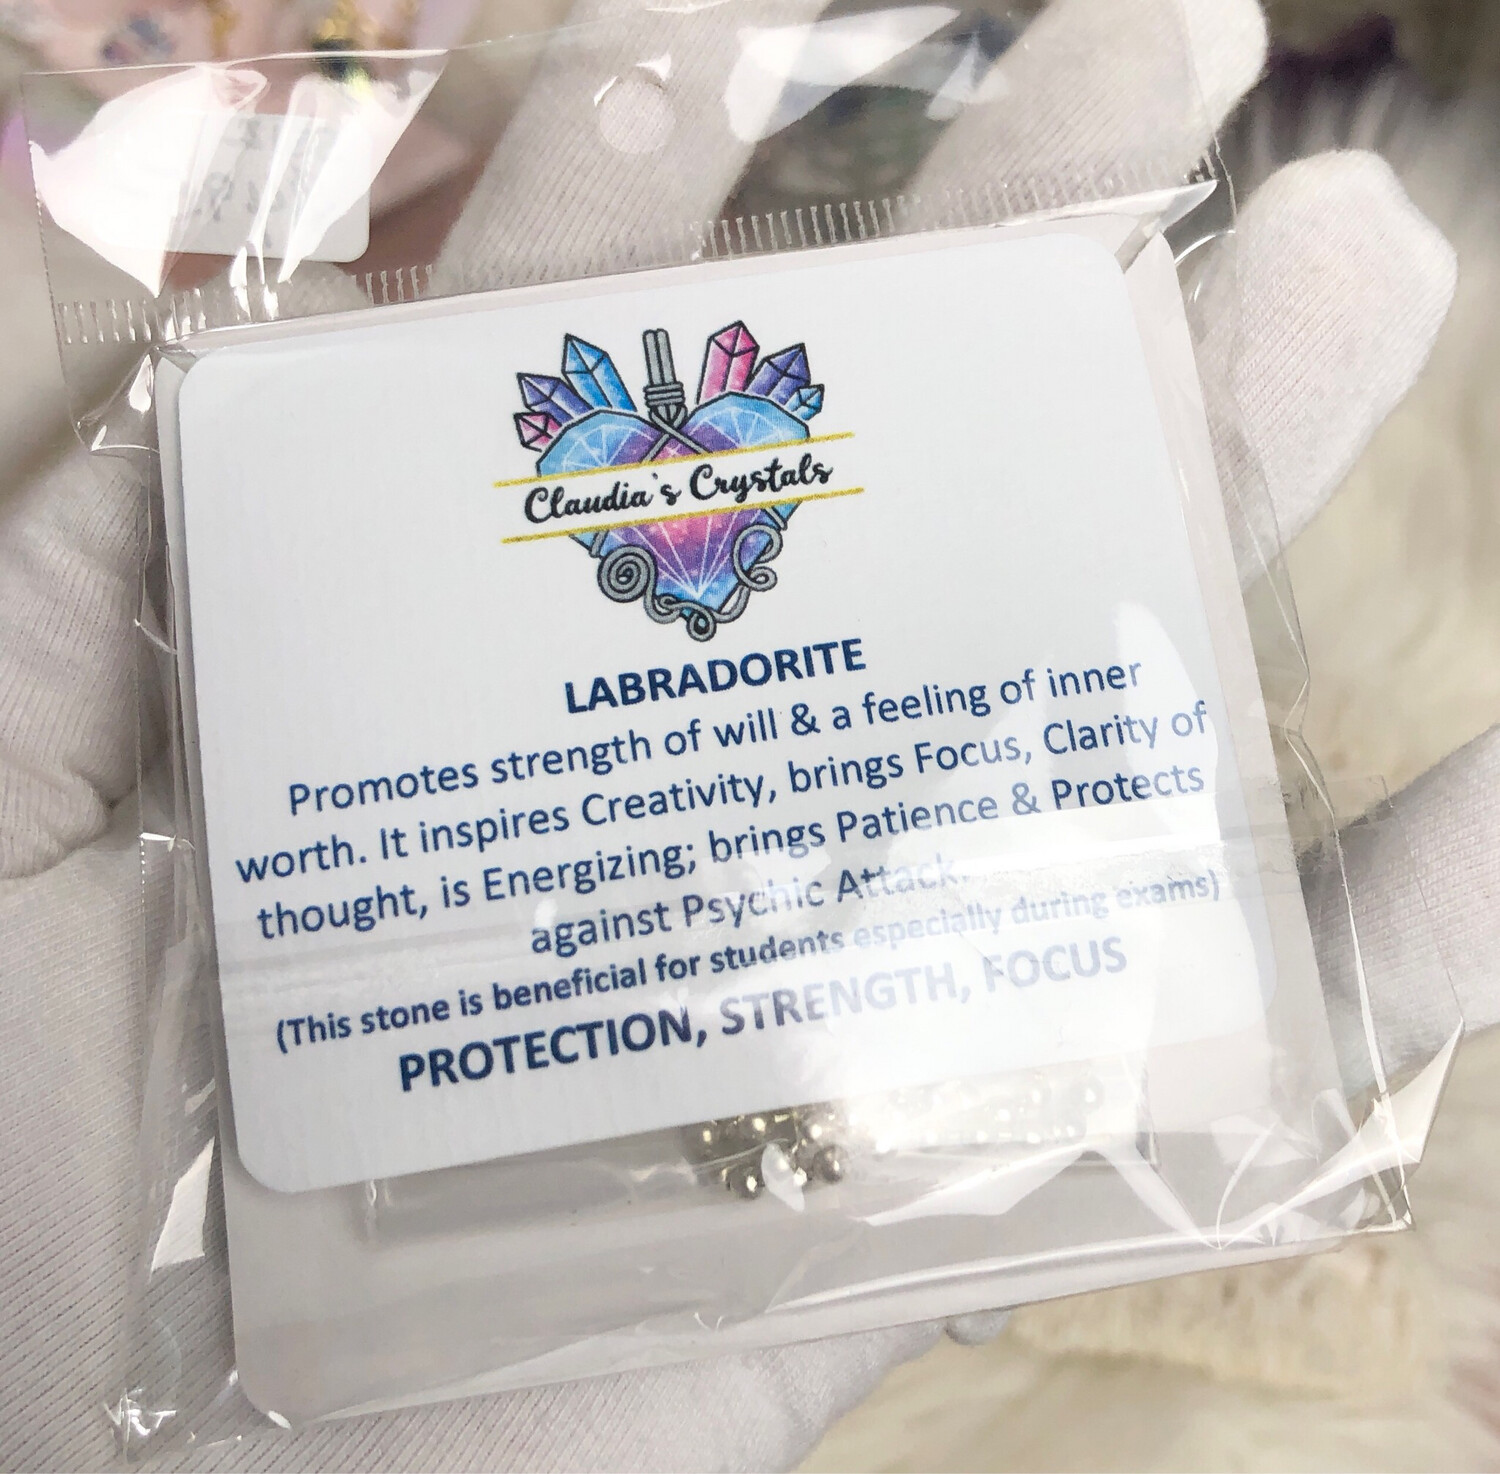 Claudia's Crystals
LABRADORITE
Promotes strength of will & a feeling of inner
worth. It inspires Creativity, brings Focus, Clarity of
thought, is Energizing; brings Patience & Protects
against Psychic Attack.
(This stone is beneficial for students especially during exams)
PROTECTION, STRENGTH, FOCUS